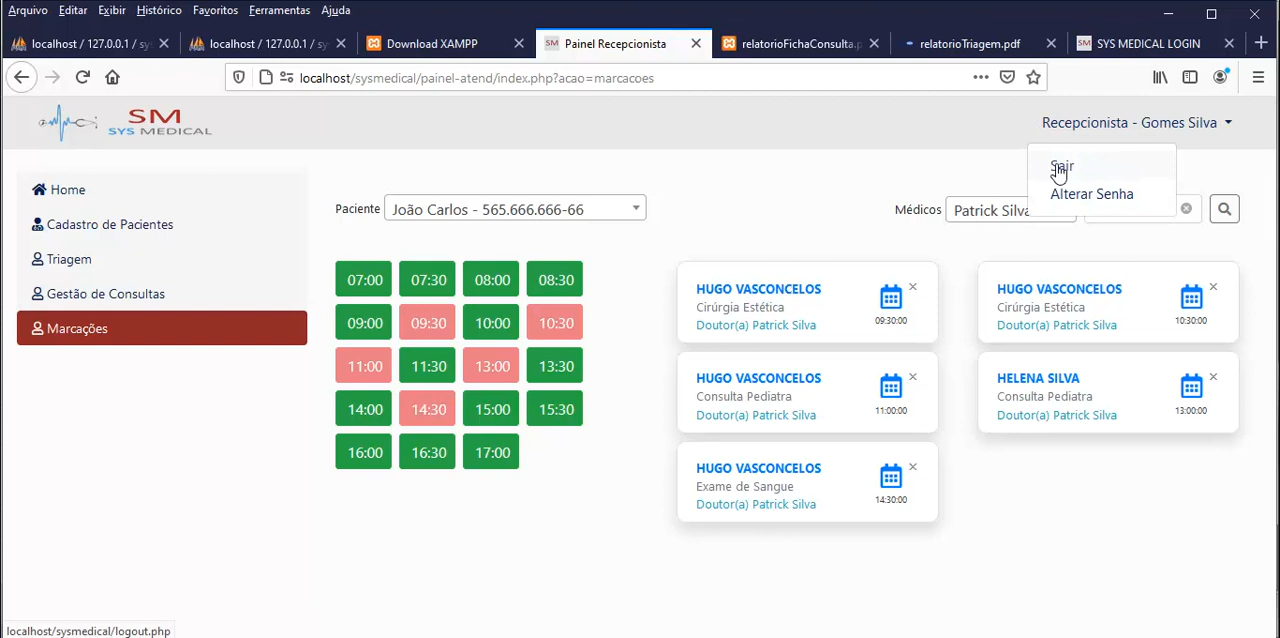 Arquivo Editar Exibir Histórico Favoritos Ferramentas Ajuda
localhost / 127.0.0.1 / sy
localhost / 127.0.0.1 / sy
Download XAMPP
SM Painel Recepcionista
relatorioFichaConsulta.p
relatorioTriagem.pdf
SM SYS MEDICAL LOGIN
localhost/sysmedical/painel-atend/index.php?acao=marcacoes
SM
SYS MEDICAL
Recepcionista - Gomes Silva
Sair
Alterar Senha
Home
Cadastro de Pacientes
Triagem
Gestão de Consultas
Marcações
Paciente João Carlos - 565.666.666-66
Médicos Patrick Silva
07:00 07:30 08:00 08:30
09:00 09:30 10:00 10:30
11:00 11:30 13:00 13:30
14:00 14:30 15:00 15:30
16:00 16:30 17:00
HUGO VASCONCELOS
Cirúrgia Estética
Doutor(a) Patrick Silva
09:30:00
HUGO VASCONCELOS
Cirúrgia Estética
Doutor(a) Patrick Silva
10:30:00
HUGO VASCONCELOS
Consulta Pediatra
Doutor(a) Patrick Silva
11:00:00
HELENA SILVA
Consulta Pediatra
Doutor(a) Patrick Silva
13:00:00
HUGO VASCONCELOS
Exame de Sangue
Doutor(a) Patrick Silva
14:30:00
localhost/sysmedical/logout.php